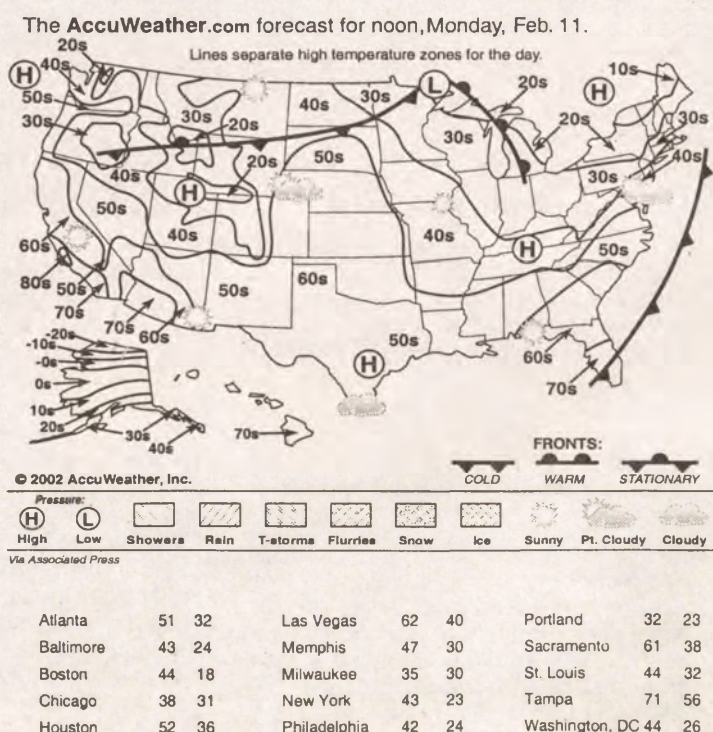 The AccuWeather.com forecast for noon, Monday, Feb. 11.
Lines separate high temperature zones for the day.
20s
40s
50s
30s
H
40s
20s
30s
20s
20s
H
50s
40s
60s
80s
50s
70s
70s
60s
50s
60s
40s
30s
50s
L
30s
20s
H
20s
10s
30s
40s
30s
40s
H
50s
50s
H
60s
70s
-20s
-10s
-0s
0s
10s
20s
30s
40s
70s
FRONTS:
COLD WARM STATIONARY
© 2002 AccuWeather, Inc.
Pressure:
H L
High Low Showers Rain T-storms Flurries Snow Ice Sunny Pt. Cloudy Cloudy
Via Associated Press
Atlanta 51 32 Las Vegas 62 40 Portland 32 23
Baltimore 43 24 Memphis 47 30 Sacramento 61 38
Boston 44 18 Milwaukee 35 30 St. Louis 44 32
Chicago 38 31 New York 43 23 Tampa 71 56
Houston 52 36 Philadelphia 42 24 Washington, DC 44 26